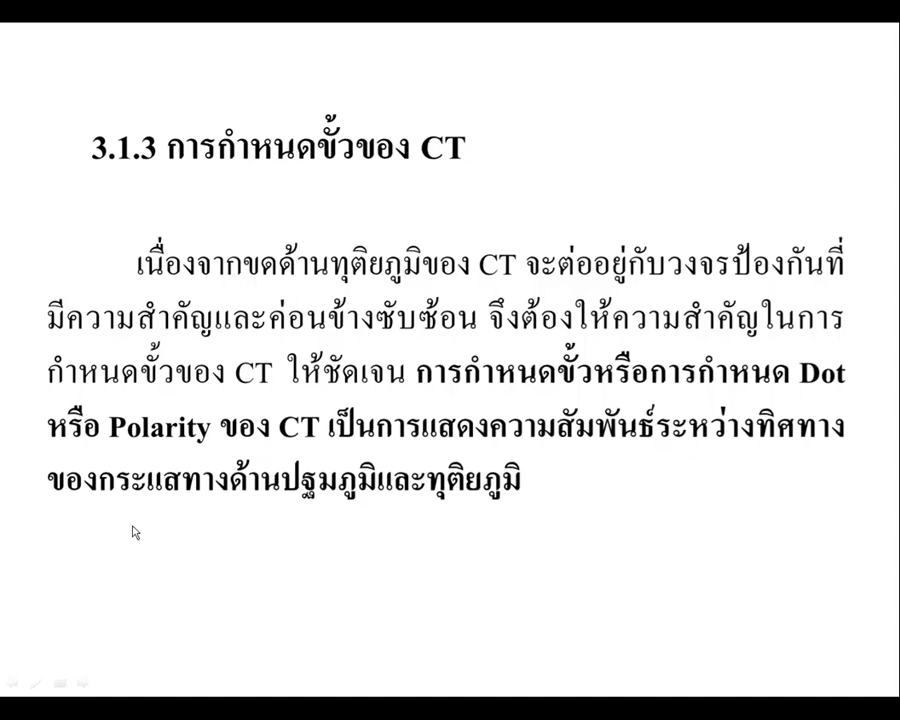 3.1.3 การกำหนดขั้วของ CT
เนื่องจากขดด้านทุติยภูมิของ CT จะต่ออยู่กับวงจรป้องกันที่
มีความสำคัญและค่อนข้างซับซ้อน จึงต้องให้ความสำคัญในการ
กำหนดขั้วของ CT ให้ชัดเจน การกำหนดขั้วหรือการกำหนด Dot
หรือ Polarity ของ CT เป็นการแสดงความสัมพันธ์ระหว่างทิศทาง
ของกระแสทางด้านปฐมภูมิและทุติยภูมิ